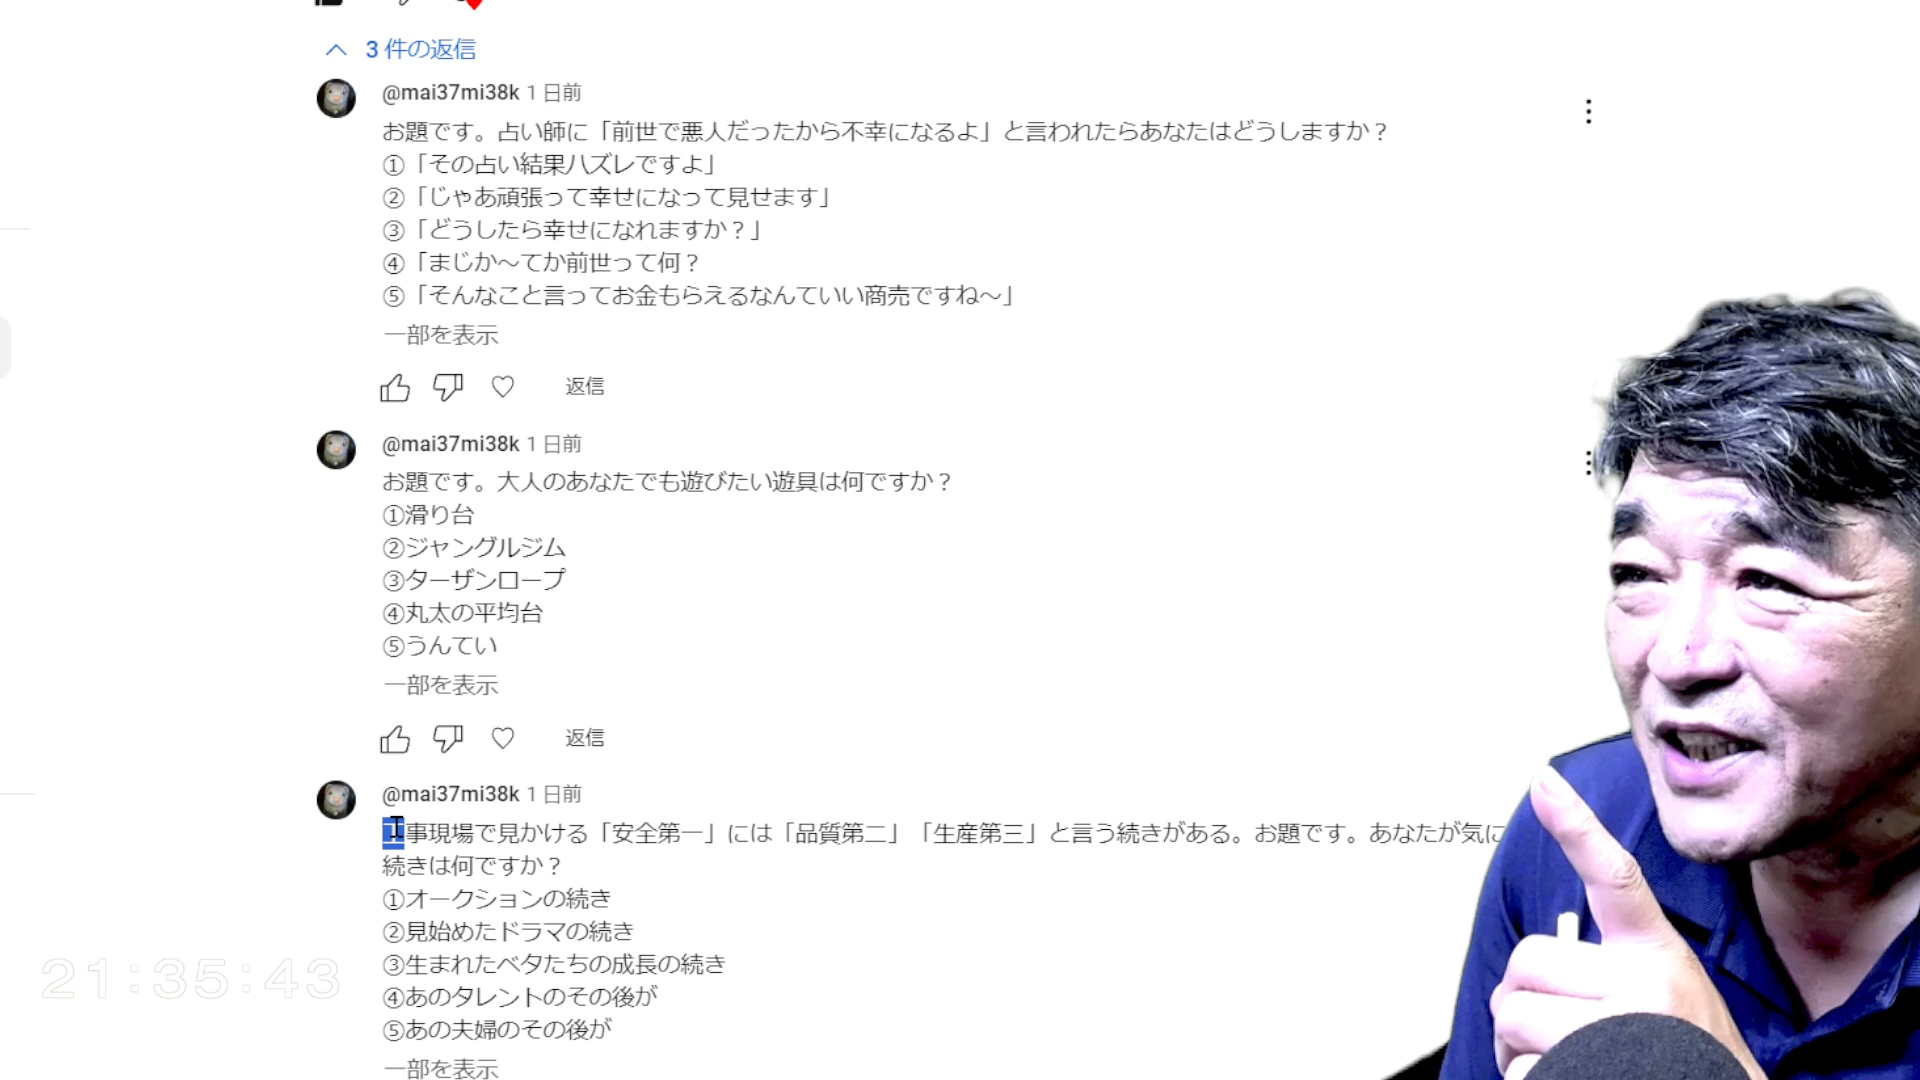 3 件の返信
@mai37mi38k 1 日前
お題です。占い師に「前世で悪人だったから不幸になるよ」と言われたらあなたはどうしますか？
①「その占い結果ハズレですよ」
②「じゃあ頑張って幸せになって見せます」
③「どうしたら幸せになれますか？」
④「まじか～てか前世って何？
⑤「そんなこと言ってお金もらえるなんていい商売ですね～」
一部を表示
返信
@mai37mi38k 1 日前
お題です。大人のあなたでも遊びたい遊具は何ですか？
①滑り台
②ジャングルジム
③ターザンロープ
④丸太の平均台
⑤うんてい
一部を表示
返信
@mai37mi38k 1 日前
工事現場で見かける「安全第一」には「品質第二」「生産第三」と言う続きがある。お題です。あなたが気に
続きは何ですか？
①オークションの続き
②見始めたドラマの続き
③生まれたベタたちの成長の続き
④あのタレントのその後が
⑤あの夫婦のその後が
一部を表示
21:35:43